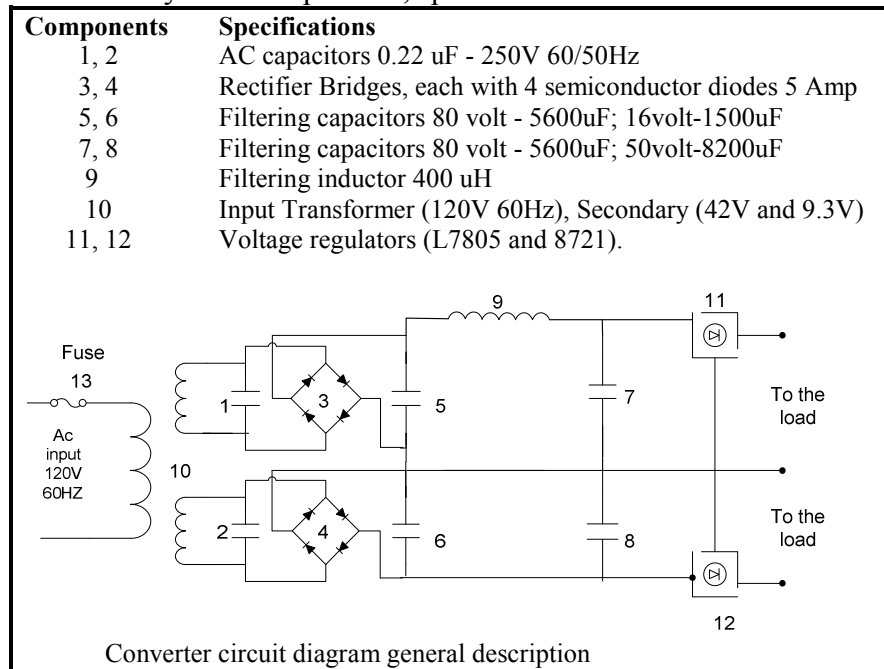 Components Specifications
1, 2 AC capacitors 0.22 uF - 250V 60/50Hz
3, 4 Rectifier Bridges, each with 4 semiconductor diodes 5 Amp
5, 6 Filtering capacitors 80 volt - 5600uF; 16volt-1500uF
7, 8 Filtering capacitors 80 volt - 5600uF; 50volt-8200uF
9 Filtering inductor 400 uH
10 Input Transformer (120V 60Hz), Secondary (42V and 9.3V)
11, 12 Voltage regulators (L7805 and 8721).
9
11
Fuse
13
1
3
5
7
To the
load
Ac
input
120V
60HZ
10
2
4
6
8
To the
load
12
Converter circuit diagram general description